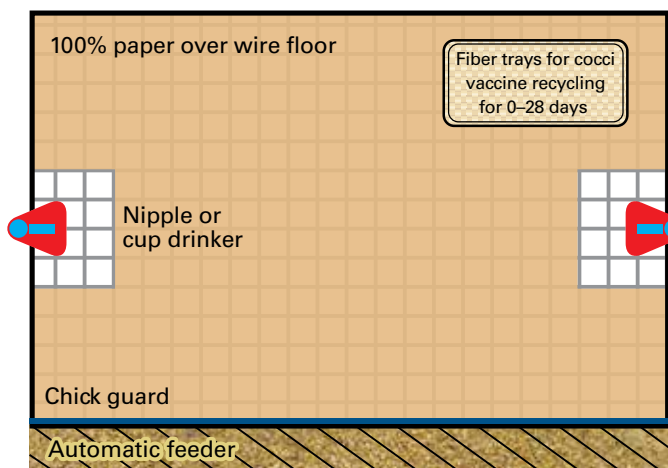 100% paper over wire floor
Fiber trays for cocci
vaccine recycling
for 0–28 days
Nipple or
cup drinker
Chick guard
Automatic feeder